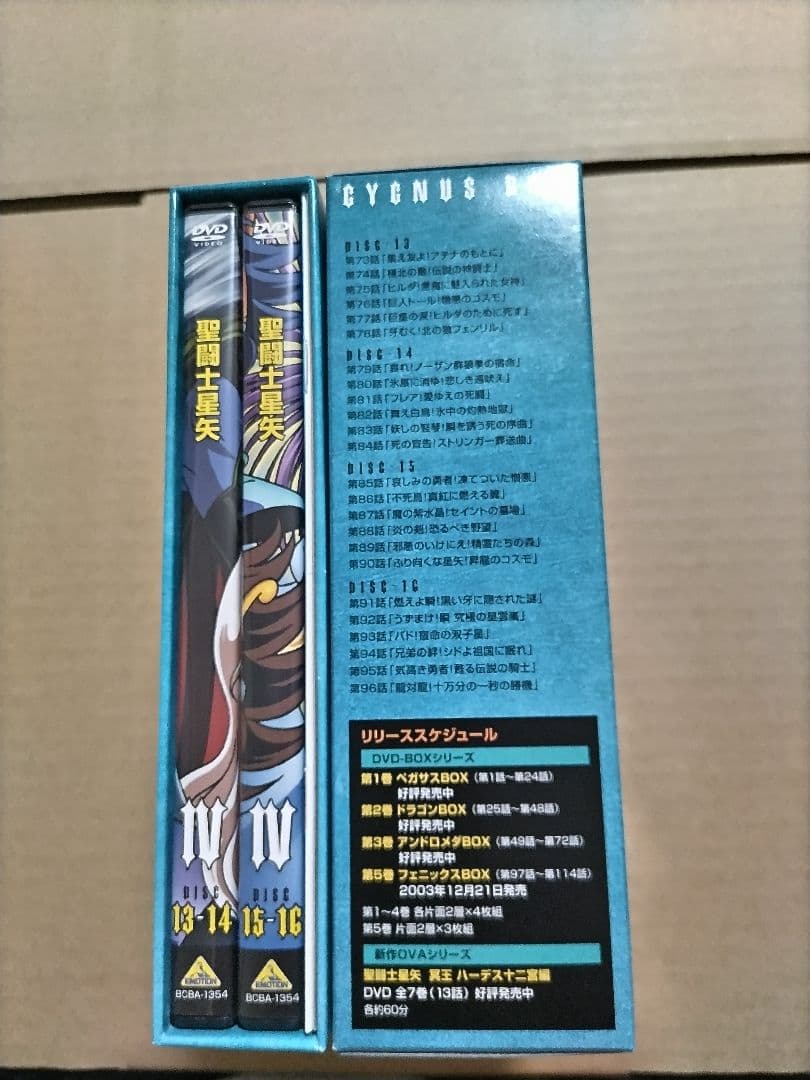 DVD
VIDEO
聖闘士星矢
IV
DISC
13-14
EMOTION
BCBA-1354
DVD
VIDEO
聖闘士星矢
IV
DISC
15-16
EMOTION
BCBA-1354
CYGNUS
DISC 13
第73話「集え友よ!アテナのもとに」
第74話「極北の敵!伝説の神闘士」
第75話「ヒルダ!悪魔に魅入られた女神」
第76話「巨人トール!憎悪のコスモ」
第77話「巨星の涙!ヒルダのために死す」
第78話「牙むく!北の狼フェンリル」
DISC 14
第79話「哀れ!ノーザン群狼拳の宿命」
第80話「氷原に消ゆ!悲しき遠吠え」
第81話「フレア!愛ゆえの死闘」
第82話「舞え白鳥!氷中の灼熱地獄」
第83話「妖しの竪琴!瞬を誘う死の序曲」
第84話「死の宣告!ストリンガー葬送曲」
DISC 15
第85話「哀しみの勇者!凍てついた憎悪」
第86話「不死鳥!真紅に燃える翼」
第87話「魔の紫水晶!セイントの墓場」
第88話「炎の剣!恐るべき野望」
第89話「邪悪のいけにえ!精霊たちの森」
第90話「ふり向くな星矢!昇龍のコスモ」
DISC 16
第91話「燃えよ瞬!黒い牙に隠された謎」
第92話「うずまけ!瞬 究極の星雲嵐」
第93話「バド!宿命の双子星」
第94話「兄弟の絆!シドよ祖国に眠れ」
第95話「気高き勇者!甦る伝説の騎士」
第96話「龍対龍!十万分の一秒の勝機」
リリーススケジュール
DVD-BOXシリーズ
第1巻 ペガサスBOX (第1話〜第24話)
好評発売中
第2巻 ドラゴンBOX (第25話〜第48話)
好評発売中
第3巻 アンドロメダBOX (第49話〜第72話)
好評発売中
第5巻 フェニックスBOX (第97話〜第114話)
2003年12月21日発売
第1〜4巻 各片面2層×4枚組
第5巻 片面2層×3枚組
新作OVAシリーズ
聖闘士星矢 冥王 ハーデス十二宮編
DVD 全7巻(13話) 好評発売中
各約60分